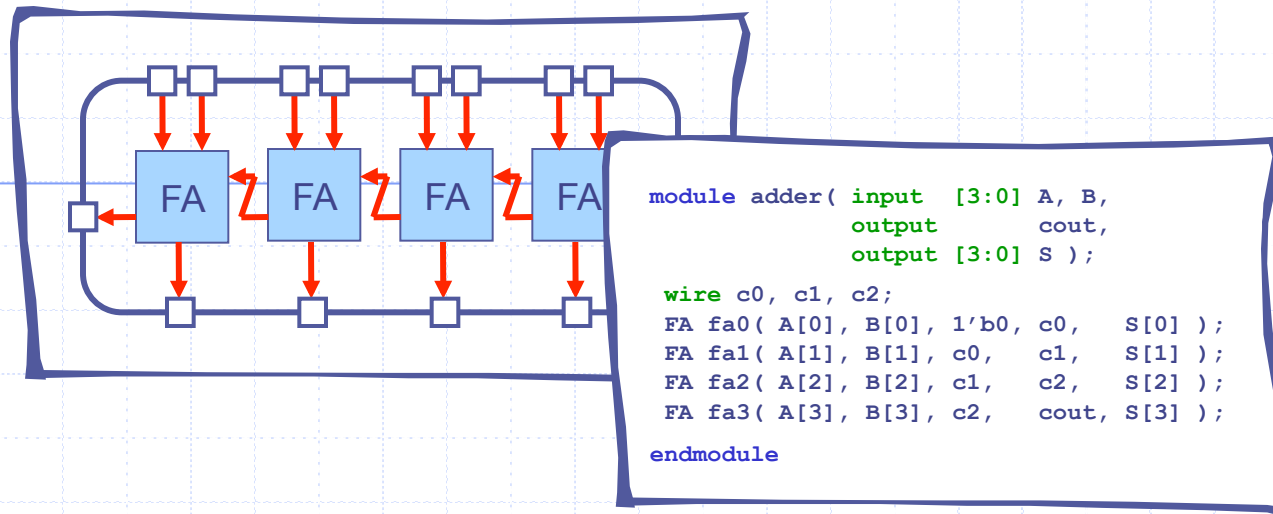 FA FA FA FA
module adder( input [3:0] A, B,
output cout,
output [3:0] S );
wire c0, c1, c2;
FA fa0( A[0], B[0], 1’b0, c0, S[0] );
FA fa1( A[1], B[1], c0, c1, S[1] );
FA fa2( A[2], B[2], c1, c2, S[2] );
FA fa3( A[3], B[3], c2, cout, S[3] );
endmodule